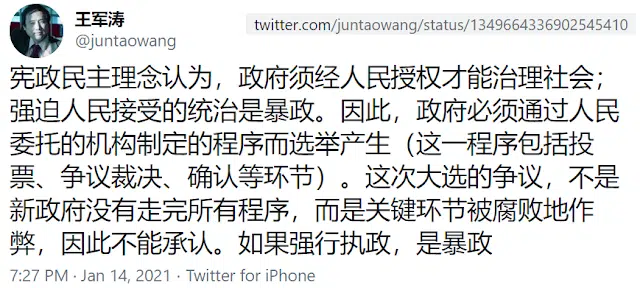 王军涛
@juntaowang
twitter.com/juntaowang/status/1349664336902545410
宪政民主理念认为，政府须经人民授权才能治理社会；
强迫人民接受的统治是暴政。因此，政府必须通过人民
委托的机构制定的程序而选举产生（这一程序包括投
票、争议裁决、确认等环节）。这次大选的争议，不是
新政府没有走完所有程序，而是关键环节被腐败地作
弊，因此不能承认。如果强行执政，是暴政
7:27 PM · Jan 14, 2021 · Twitter for iPhone